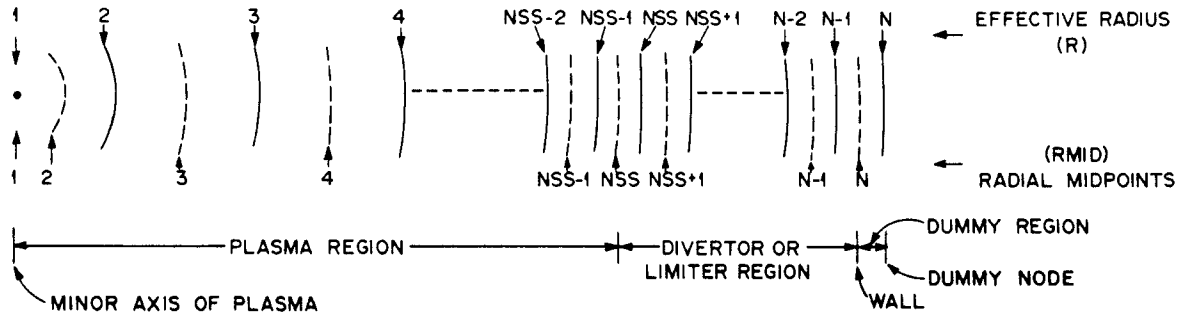 1 2 3 4 NSS-2 NSS-1 NSS NSS+1 N-2 N-1 N
EFFECTIVE RADIUS
(R)
1 2 3 4 NSS-1 NSS NSS+1 N-1 N
(RMID)
RADIAL MIDPOINTS
PLASMA REGION
DIVERTOR OR
LIMITER REGION
DUMMY REGION
DUMMY NODE
WALL
MINOR AXIS OF PLASMA